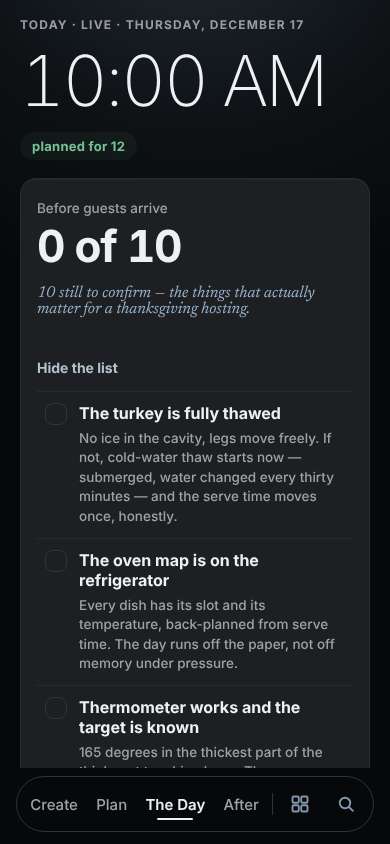 TODAY · LIVE · THURSDAY, DECEMBER 17
10:00 AM
planned for 12
Before guests arrive
0 of 10
10 still to confirm — the things that actually
matter for a thanksgiving hosting.
Hide the list
The turkey is fully thawed
No ice in the cavity, legs move freely. If
not, cold-water thaw starts now —
submerged, water changed every thirty
minutes — and the serve time moves
once, honestly.
The oven map is on the
refrigerator
Every dish has its slot and its
temperature, back-planned from serve
time. The day runs off the paper, not off
memory under pressure.
Thermometer works and the
target is known
165 degrees in the thickest part of the
Create Plan The Day After